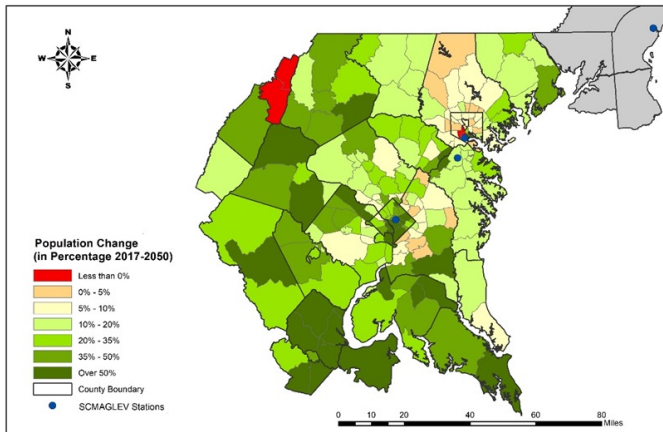 N
W E
S
Population Change
(in Percentage 2017-2050)
Less than 0%
0% - 5%
5% - 10%
10% - 20%
20% - 35%
35% - 50%
Over 50%
County Boundary
SCMAGLEV Stations
0 20 40 60 80
Miles